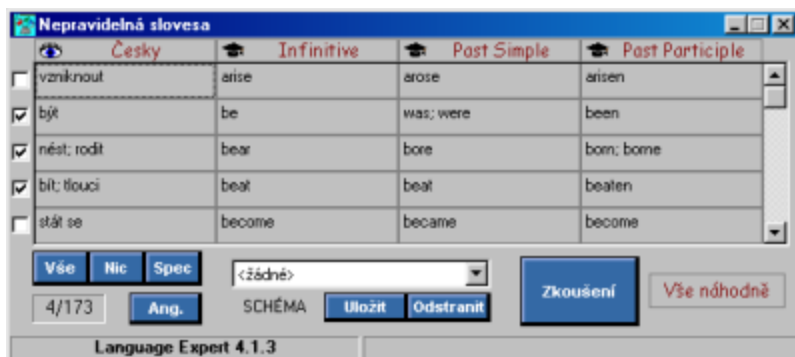 Nepravidelná slovesa
Česky Infinitive Past Simple Past Participle
vzniknout arise arose arisen
být be was; were been
nést; rodit bear bore born; borne
bít; tlouci beat beat beaten
stát se become became become
Vše Nic Spec <žádné> Zkoušení Vše náhodně
4/173 Ang. SCHÉMA Uložit Odstranit
Language Expert 4.1.3